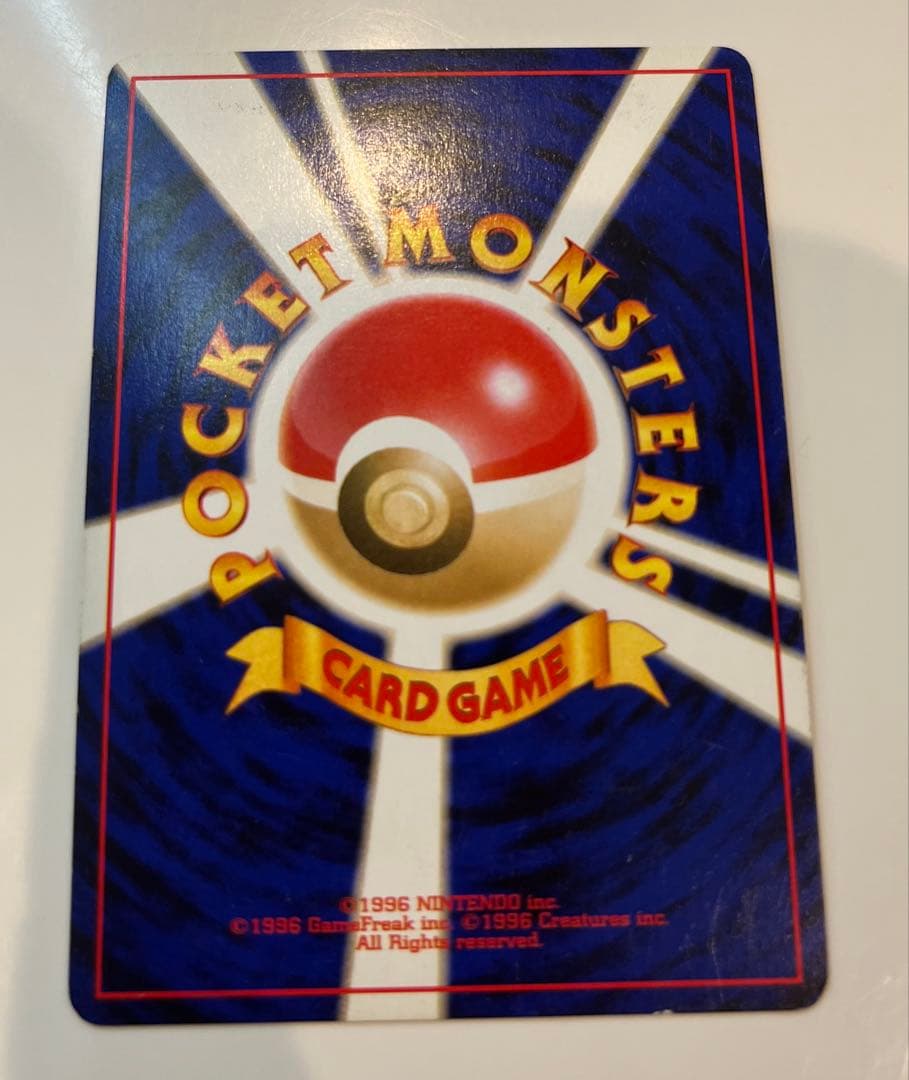 POCKET MONSTERS
CARD GAME
©1996 NINTENDO inc.
©1996 GameFreak inc. ©1996 Creatures inc.
All Rights reserved.